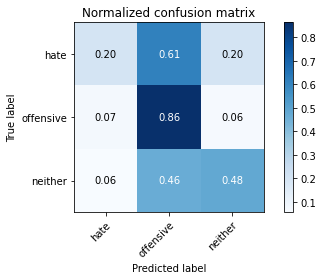 Normalized confusion matrix
True label
hate 0.20 0.61 0.20
offensive 0.07 0.86 0.06
neither 0.06 0.46 0.48
hate offensive neither
Predicted label
0.8
0.7
0.6
0.5
0.4
0.3
0.2
0.1